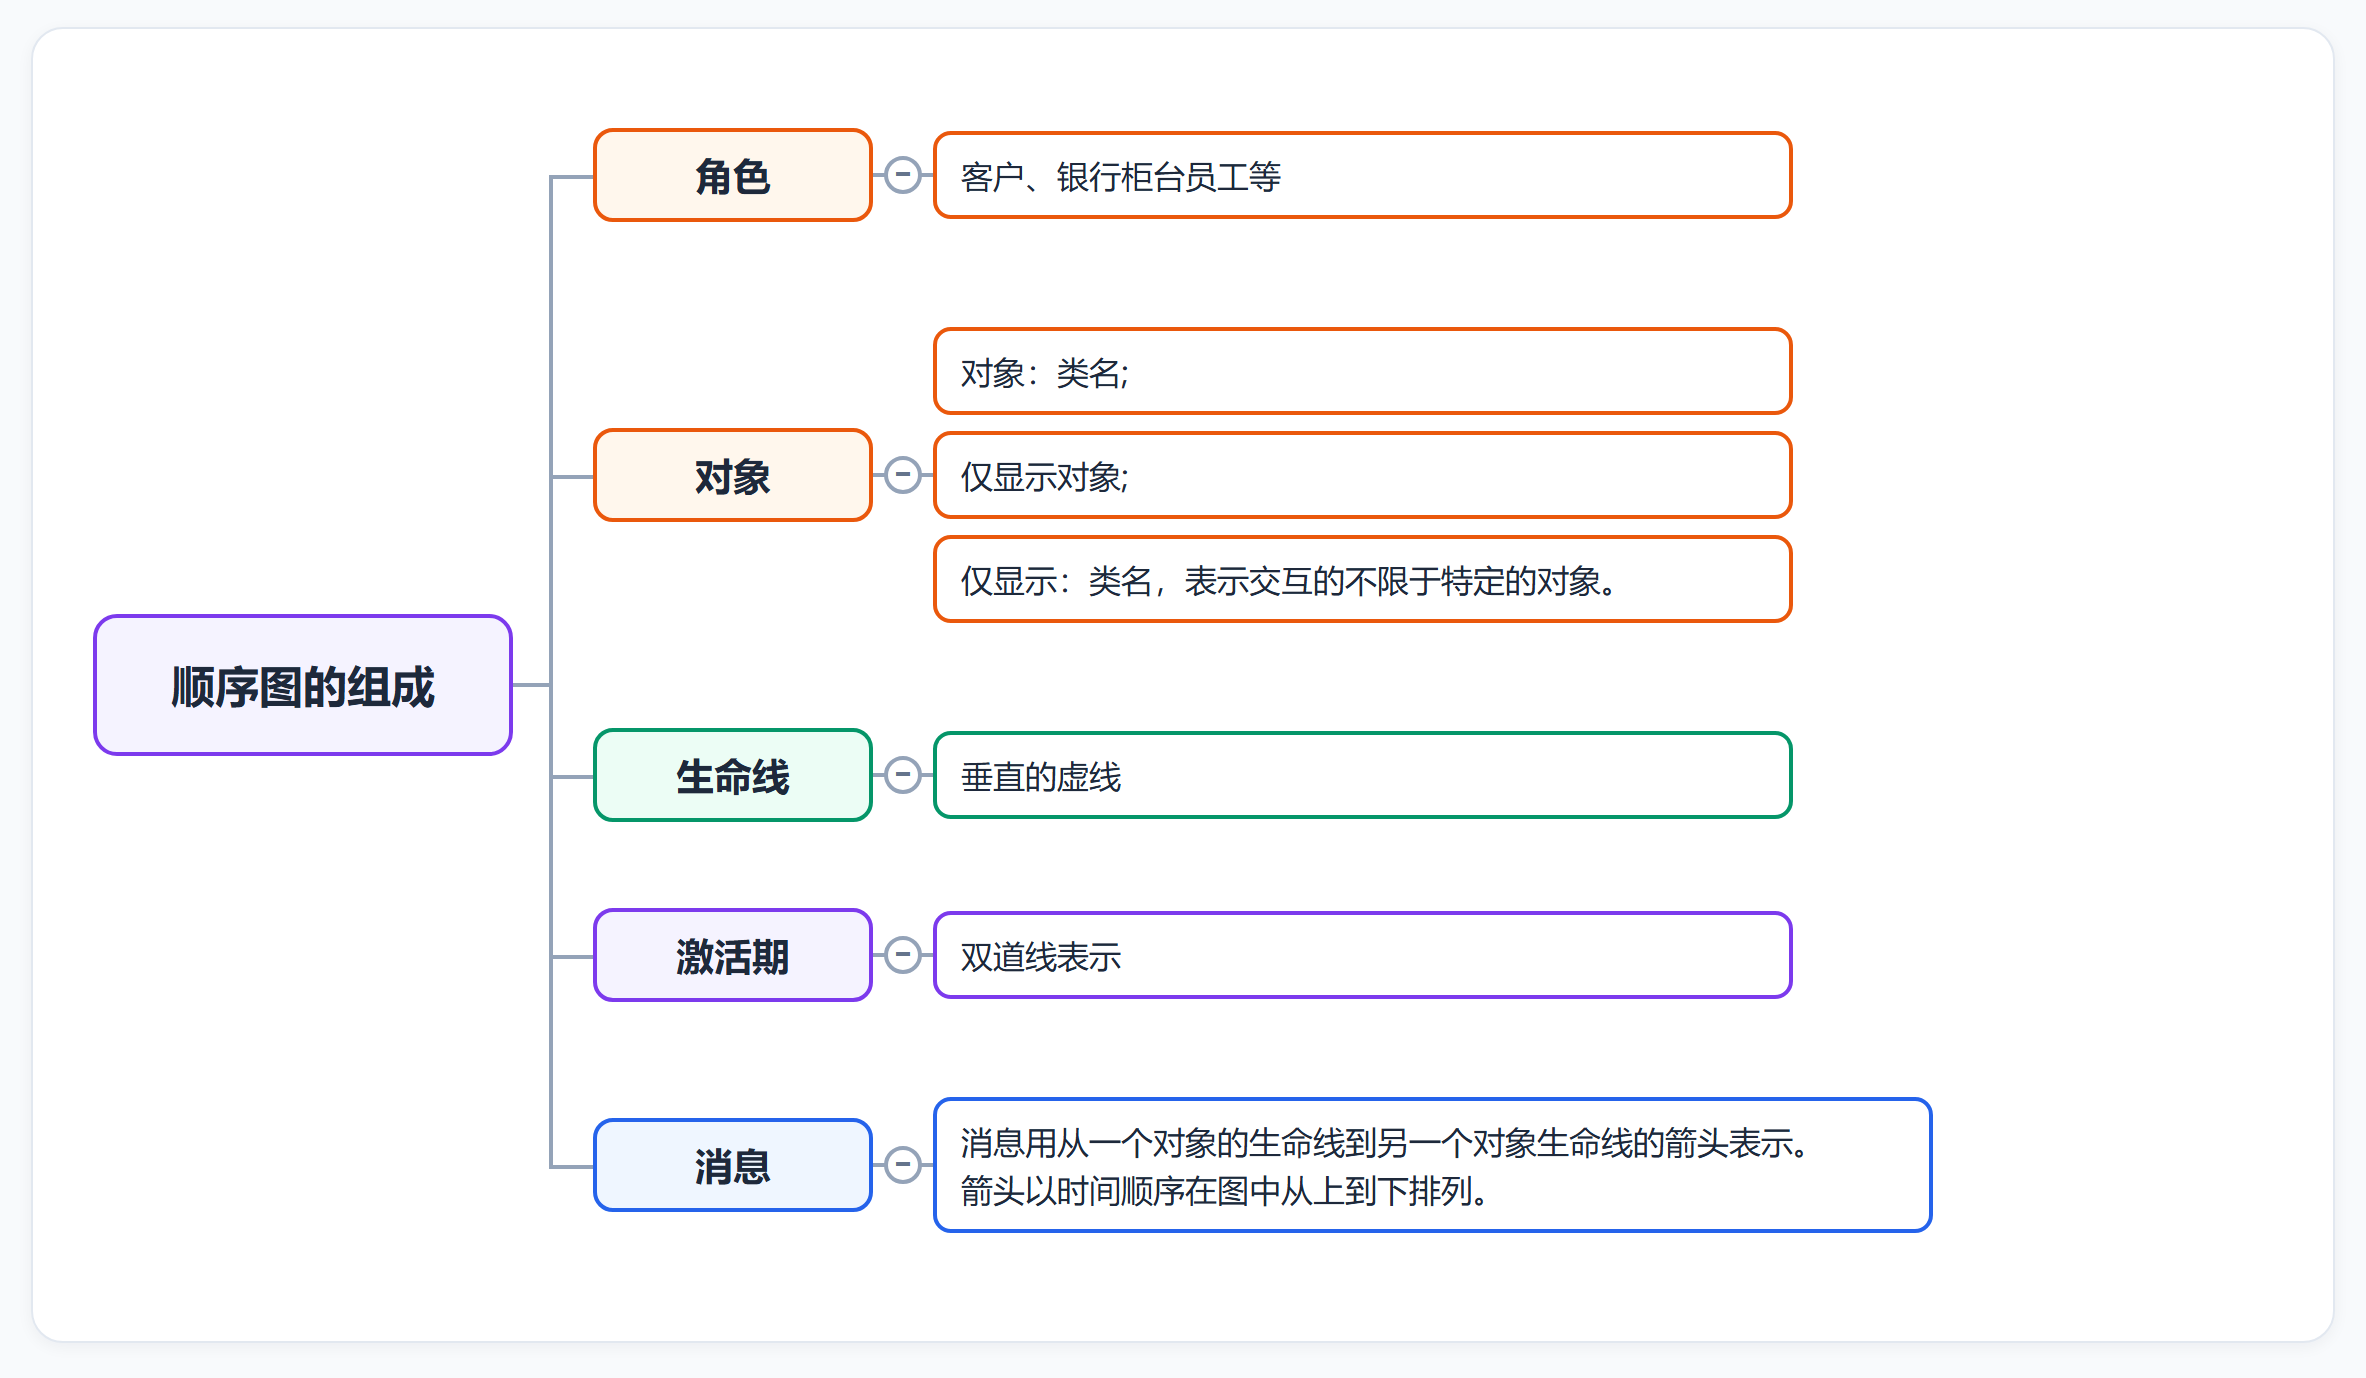 顺序图的组成
角色
客户、银行柜台员工等
对象
对象：类名;
仅显示对象;
仅显示：类名，表示交互的不限于特定的对象。
生命线
垂直的虚线
激活期
双道线表示
消息
消息用从一个对象的生命线到另一个对象生命线的箭头表示。
箭头以时间顺序在图中从上到下排列。